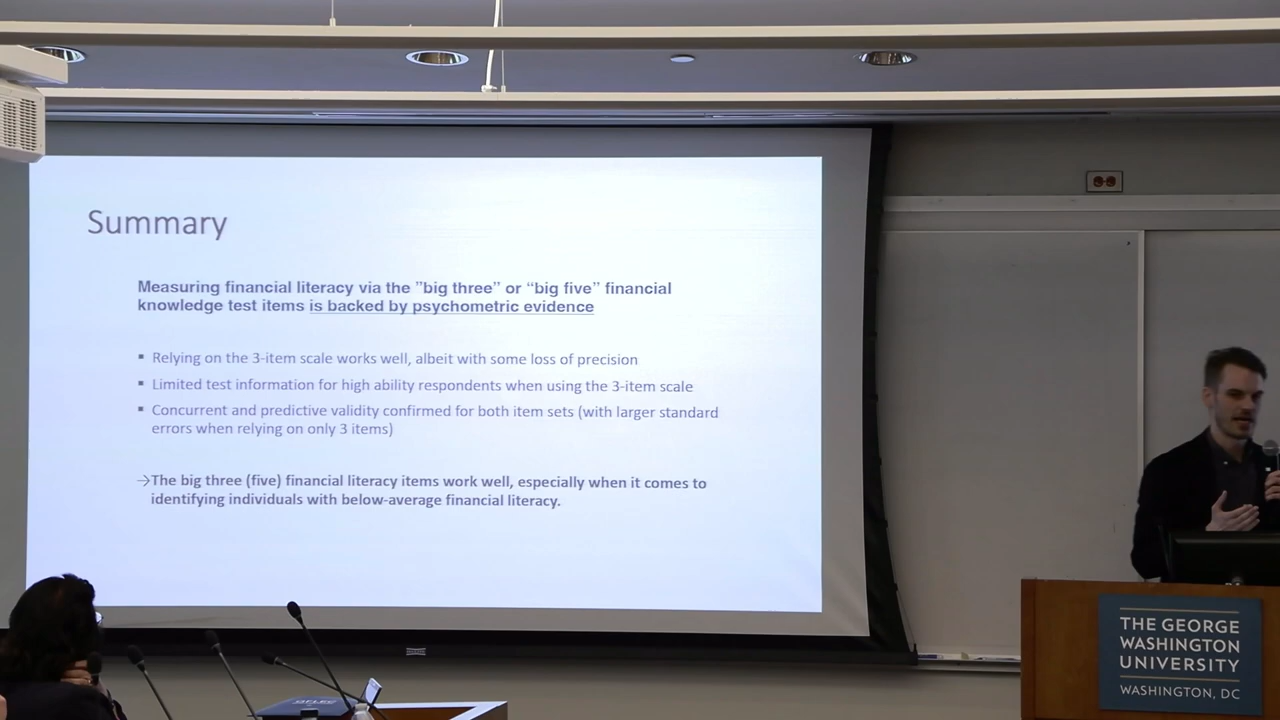 Summary
Measuring financial literacy via the ”big three” or “big five” financial
knowledge test items is backed by psychometric evidence
▪ Relying on the 3-item scale works well, albeit with some loss of precision
▪ Limited test information for high ability respondents when using the 3-item scale
▪ Concurrent and predictive validity confirmed for both item sets (with larger standard
errors when relying on only 3 items)
→The big three (five) financial literacy items work well, especially when it comes to
identifying individuals with below-average financial literacy.
THE GEORGE
WASHINGTON
UNIVERSITY
WASHINGTON, DC